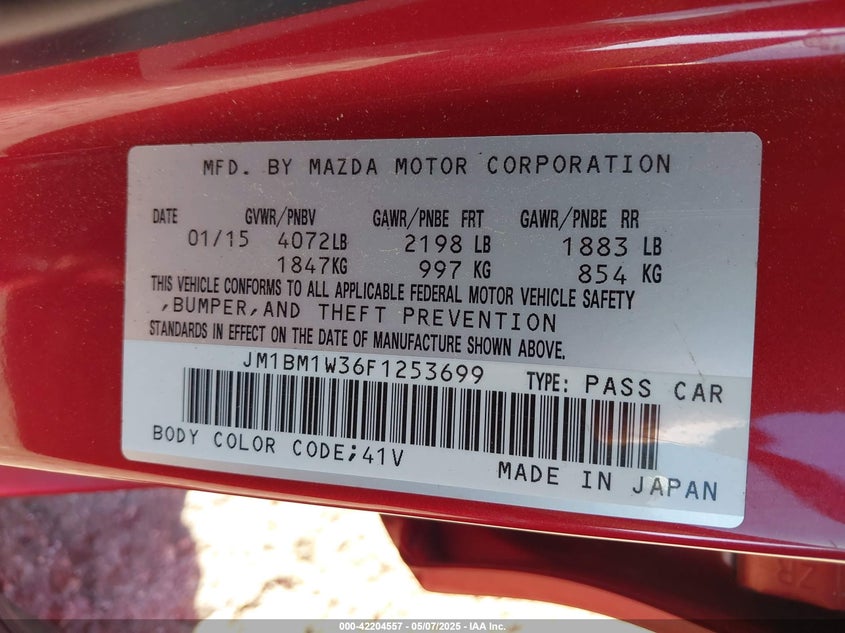 MFD. BY MAZDA MOTOR CORPORATION
DATE GVWR/PNBV GAWR/PNBE FRT GAWR/PNBE RR
01/15 4072LB 2198 LB 1883 LB
1847KG 997 KG 854 KG
THIS VEHICLE CONFORMS TO ALL APPLICABLE FEDERAL MOTOR VEHICLE SAFETY
,BUMPER,AND THEFT PREVENTION
STANDARDS IN EFFECT ON THE DATE OF MANUFACTURE SHOWN ABOVE.
JM1BM1W36F1253699 TYPE: PASS CAR
BODY COLOR CODE;41V MADE IN JAPAN
000-42204557 - 05/07/2025 - IAA Inc.